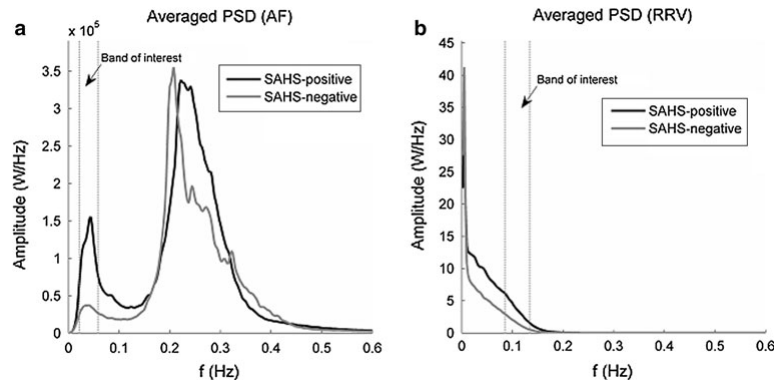 a
Averaged PSD (AF)
x 10⁵
3.5
3
2.5
2
1.5
1
0.5
0
Amplitude (W/Hz)
Band of interest
SAHS-positive
SAHS-negative
0 0.1 0.2 0.3 0.4 0.5 0.6
f (Hz)
b
Averaged PSD (RRV)
45
40
35
30
25
20
15
10
5
0
Amplitude (W/Hz)
Band of interest
SAHS-positive
SAHS-negative
0 0.1 0.2 0.3 0.4 0.5 0.6
f (Hz)